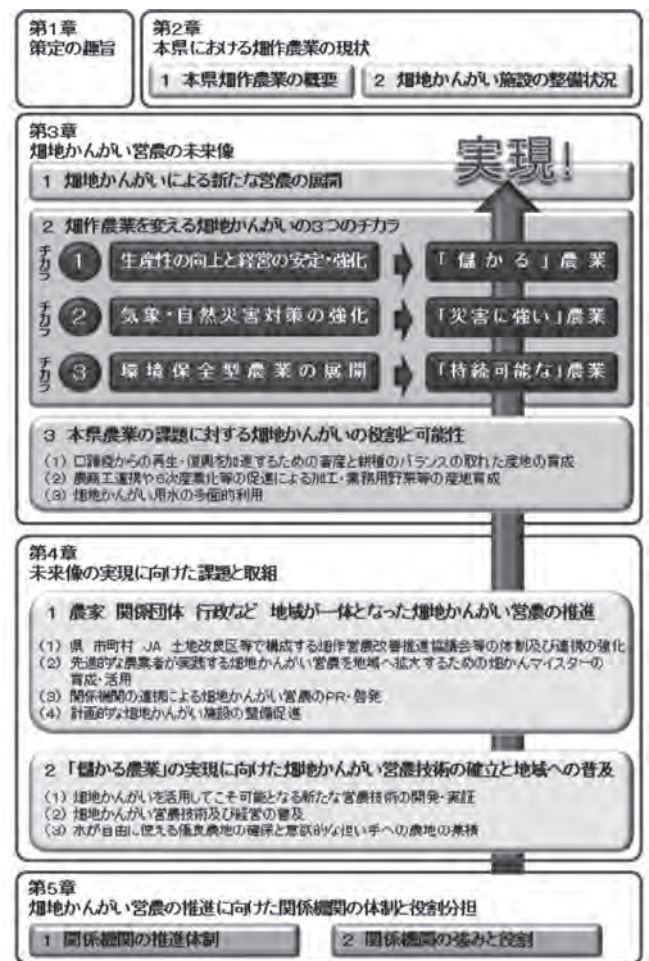 第1章
策定の趣旨
第2章
本県における畑作農業の現状
1 本県畑作農業の概要
2 畑地かんがい施設の整備状況
第3章
畑地かんがい営農の未来像
実現!
1 畑地かんがいによる新たな営農の展開
2 畑作農業を変える畑地かんがいの3つのチカラ
チカラ 1 生産性の向上と経営の安定・強化 「儲かる」農業
チカラ 2 気象・自然災害対策の強化 「災害に強い」農業
チカラ 3 環境保全型農業の展開 「持続可能な」農業
3 本県農業の課題に対する畑地かんがいの役割と可能性
(1) 口蹄疫からの再生・復興を加速するための畜産と耕種のバランスの取れた産地の育成
(2) 農商工連携や6次産業化等の促進による加工・業務用野菜等の産地育成
(3) 畑地かんがい用水の多面的利用
第4章
未来像の実現に向けた課題と取組
1 農家 関係団体 行政など 地域が一体となった畑地かんがい営農の推進
(1) 県 市町村 JA 土地改良区等で構成する畑作営農改善推進協議会等の体制及び連携の強化
(2) 先進的な農業者が実践する畑地かんがい営農を地域へ拡大するための畑かんマイスターの
育成・活用
(3) 関係機関の連携による畑地かんがい営農のPR・啓発
(4) 計画的な畑地かんがい施設の整備促進
2 「儲かる農業」の実現に向けた畑地かんがい営農技術の確立と地域への普及
(1) 畑地かんがいを活用してこそ可能となる新たな営農技術の開発・実証
(2) 畑地かんがい営農技術及び経営の普及
(3) 水が自由に使える優良農地の確保と意欲的な担い手への農地の集積
第5章
畑地かんがい営農の推進に向けた関係機関の体制と役割分担
1 関係機関の推進体制
2 関係機関の強みと役割